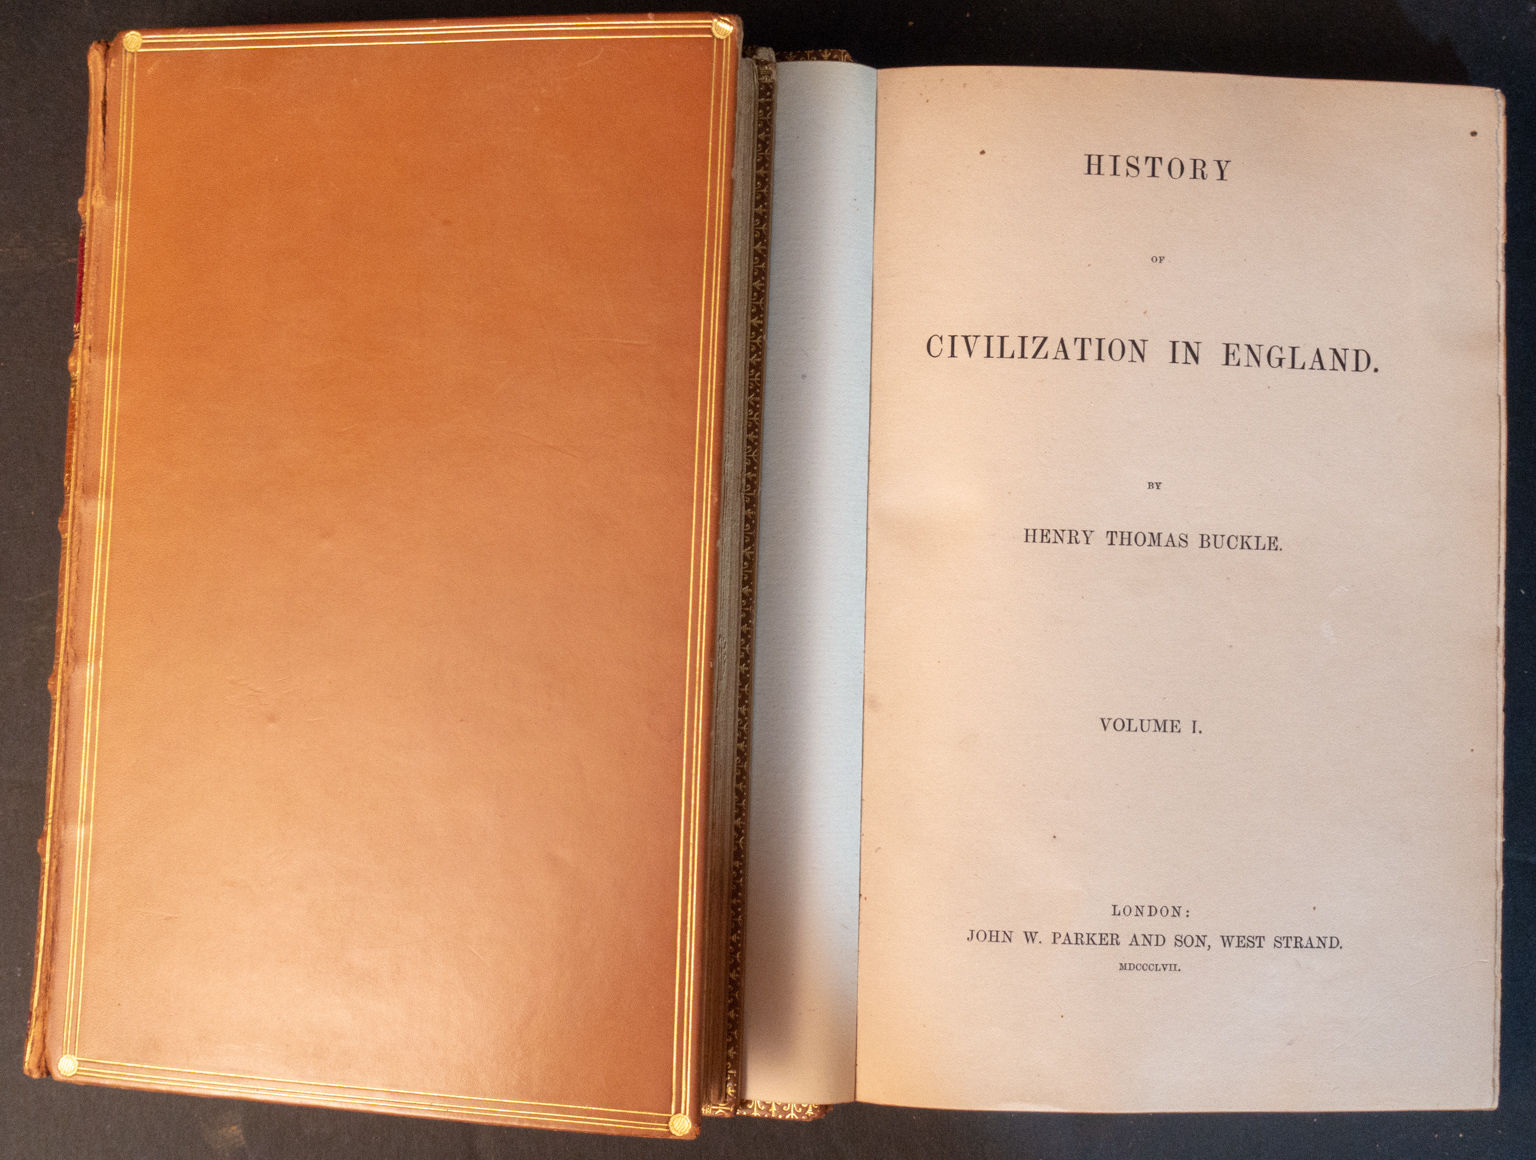 HISTORY
OF
CIVILIZATION IN ENGLAND.
BY
HENRY THOMAS BUCKLE.
VOLUME I.
LONDON:
JOHN W. PARKER AND SON, WEST STRAND.
MDCCCLVII.